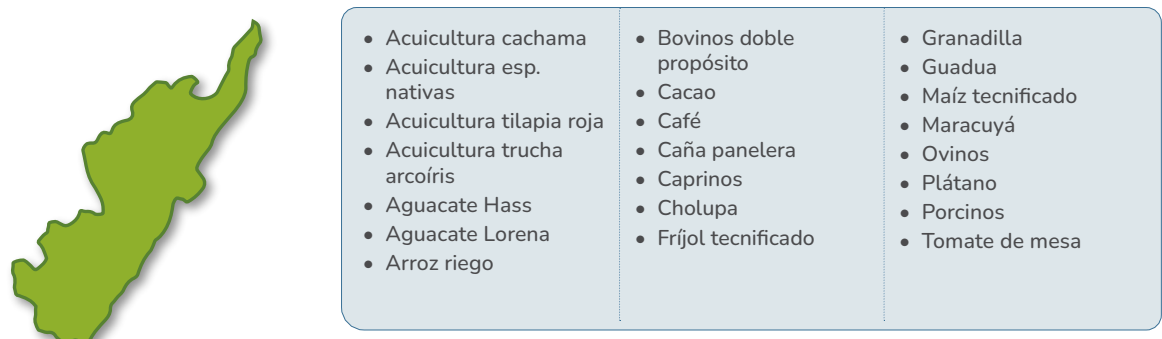 • Acuicultura cachama
• Acuicultura esp.
nativas
• Acuicultura tilapia roja
• Acuicultura trucha
arcoíris
• Aguacate Hass
• Aguacate Lorena
• Arroz riego
• Bovinos doble
propósito
• Cacao
• Café
• Caña panelera
• Caprinos
• Cholupa
• Fríjol tecnificado
• Granadilla
• Guadua
• Maíz tecnificado
• Maracuyá
• Ovinos
• Plátano
• Porcinos
• Tomate de mesa